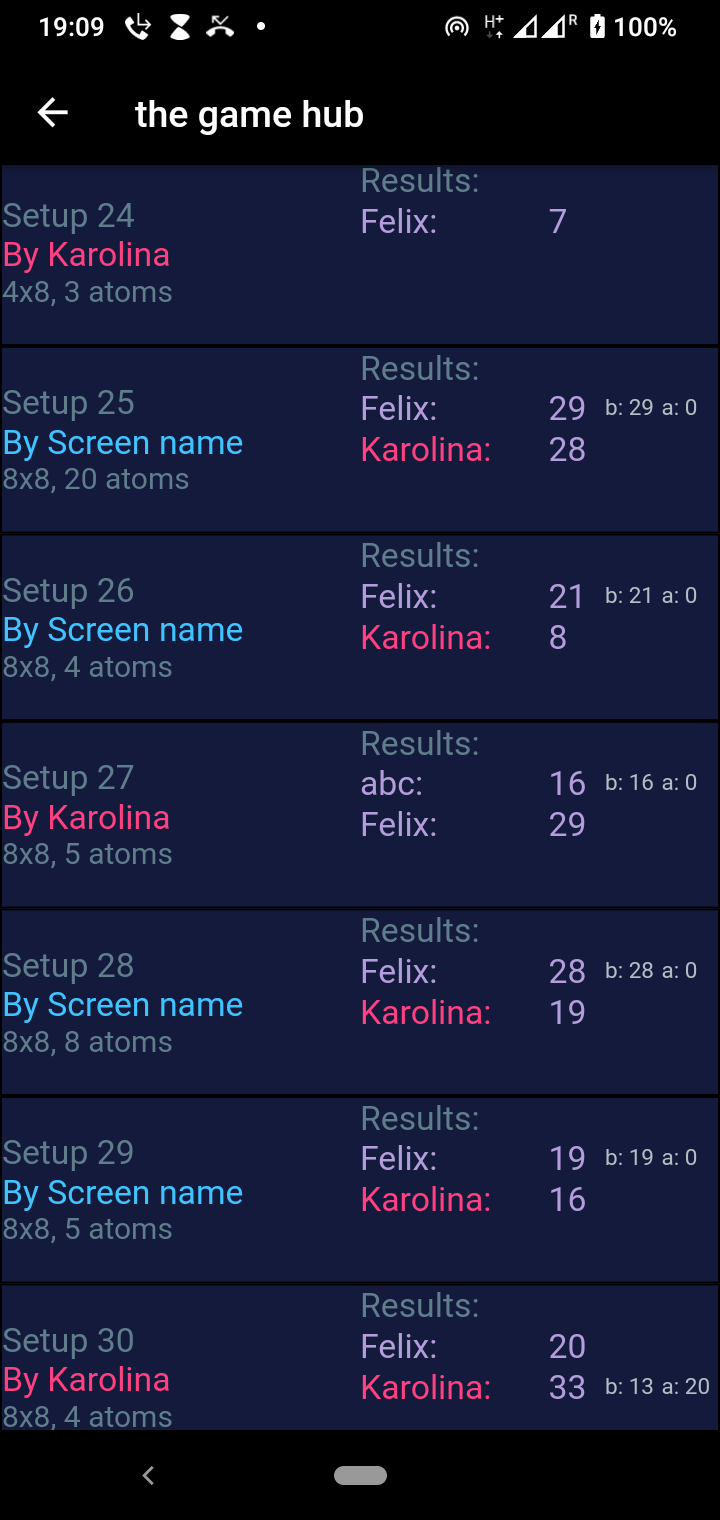 19:09 H+ R 100%
the game hub
Setup 24
By Karolina
4x8, 3 atoms
Results:
Felix: 7
Setup 25
By Screen name
8x8, 20 atoms
Results:
Felix: 29 b: 29 a: 0
Karolina: 28
Setup 26
By Screen name
8x8, 4 atoms
Results:
Felix: 21 b: 21 a: 0
Karolina: 8
Setup 27
By Karolina
8x8, 5 atoms
Results:
abc: 16 b: 16 a: 0
Felix: 29
Setup 28
By Screen name
8x8, 8 atoms
Results:
Felix: 28 b: 28 a: 0
Karolina: 19
Setup 29
By Screen name
8x8, 5 atoms
Results:
Felix: 19 b: 19 a: 0
Karolina: 16
Setup 30
By Karolina
8x8, 4 atoms
Results:
Felix: 20
Karolina: 33 b: 13 a: 20